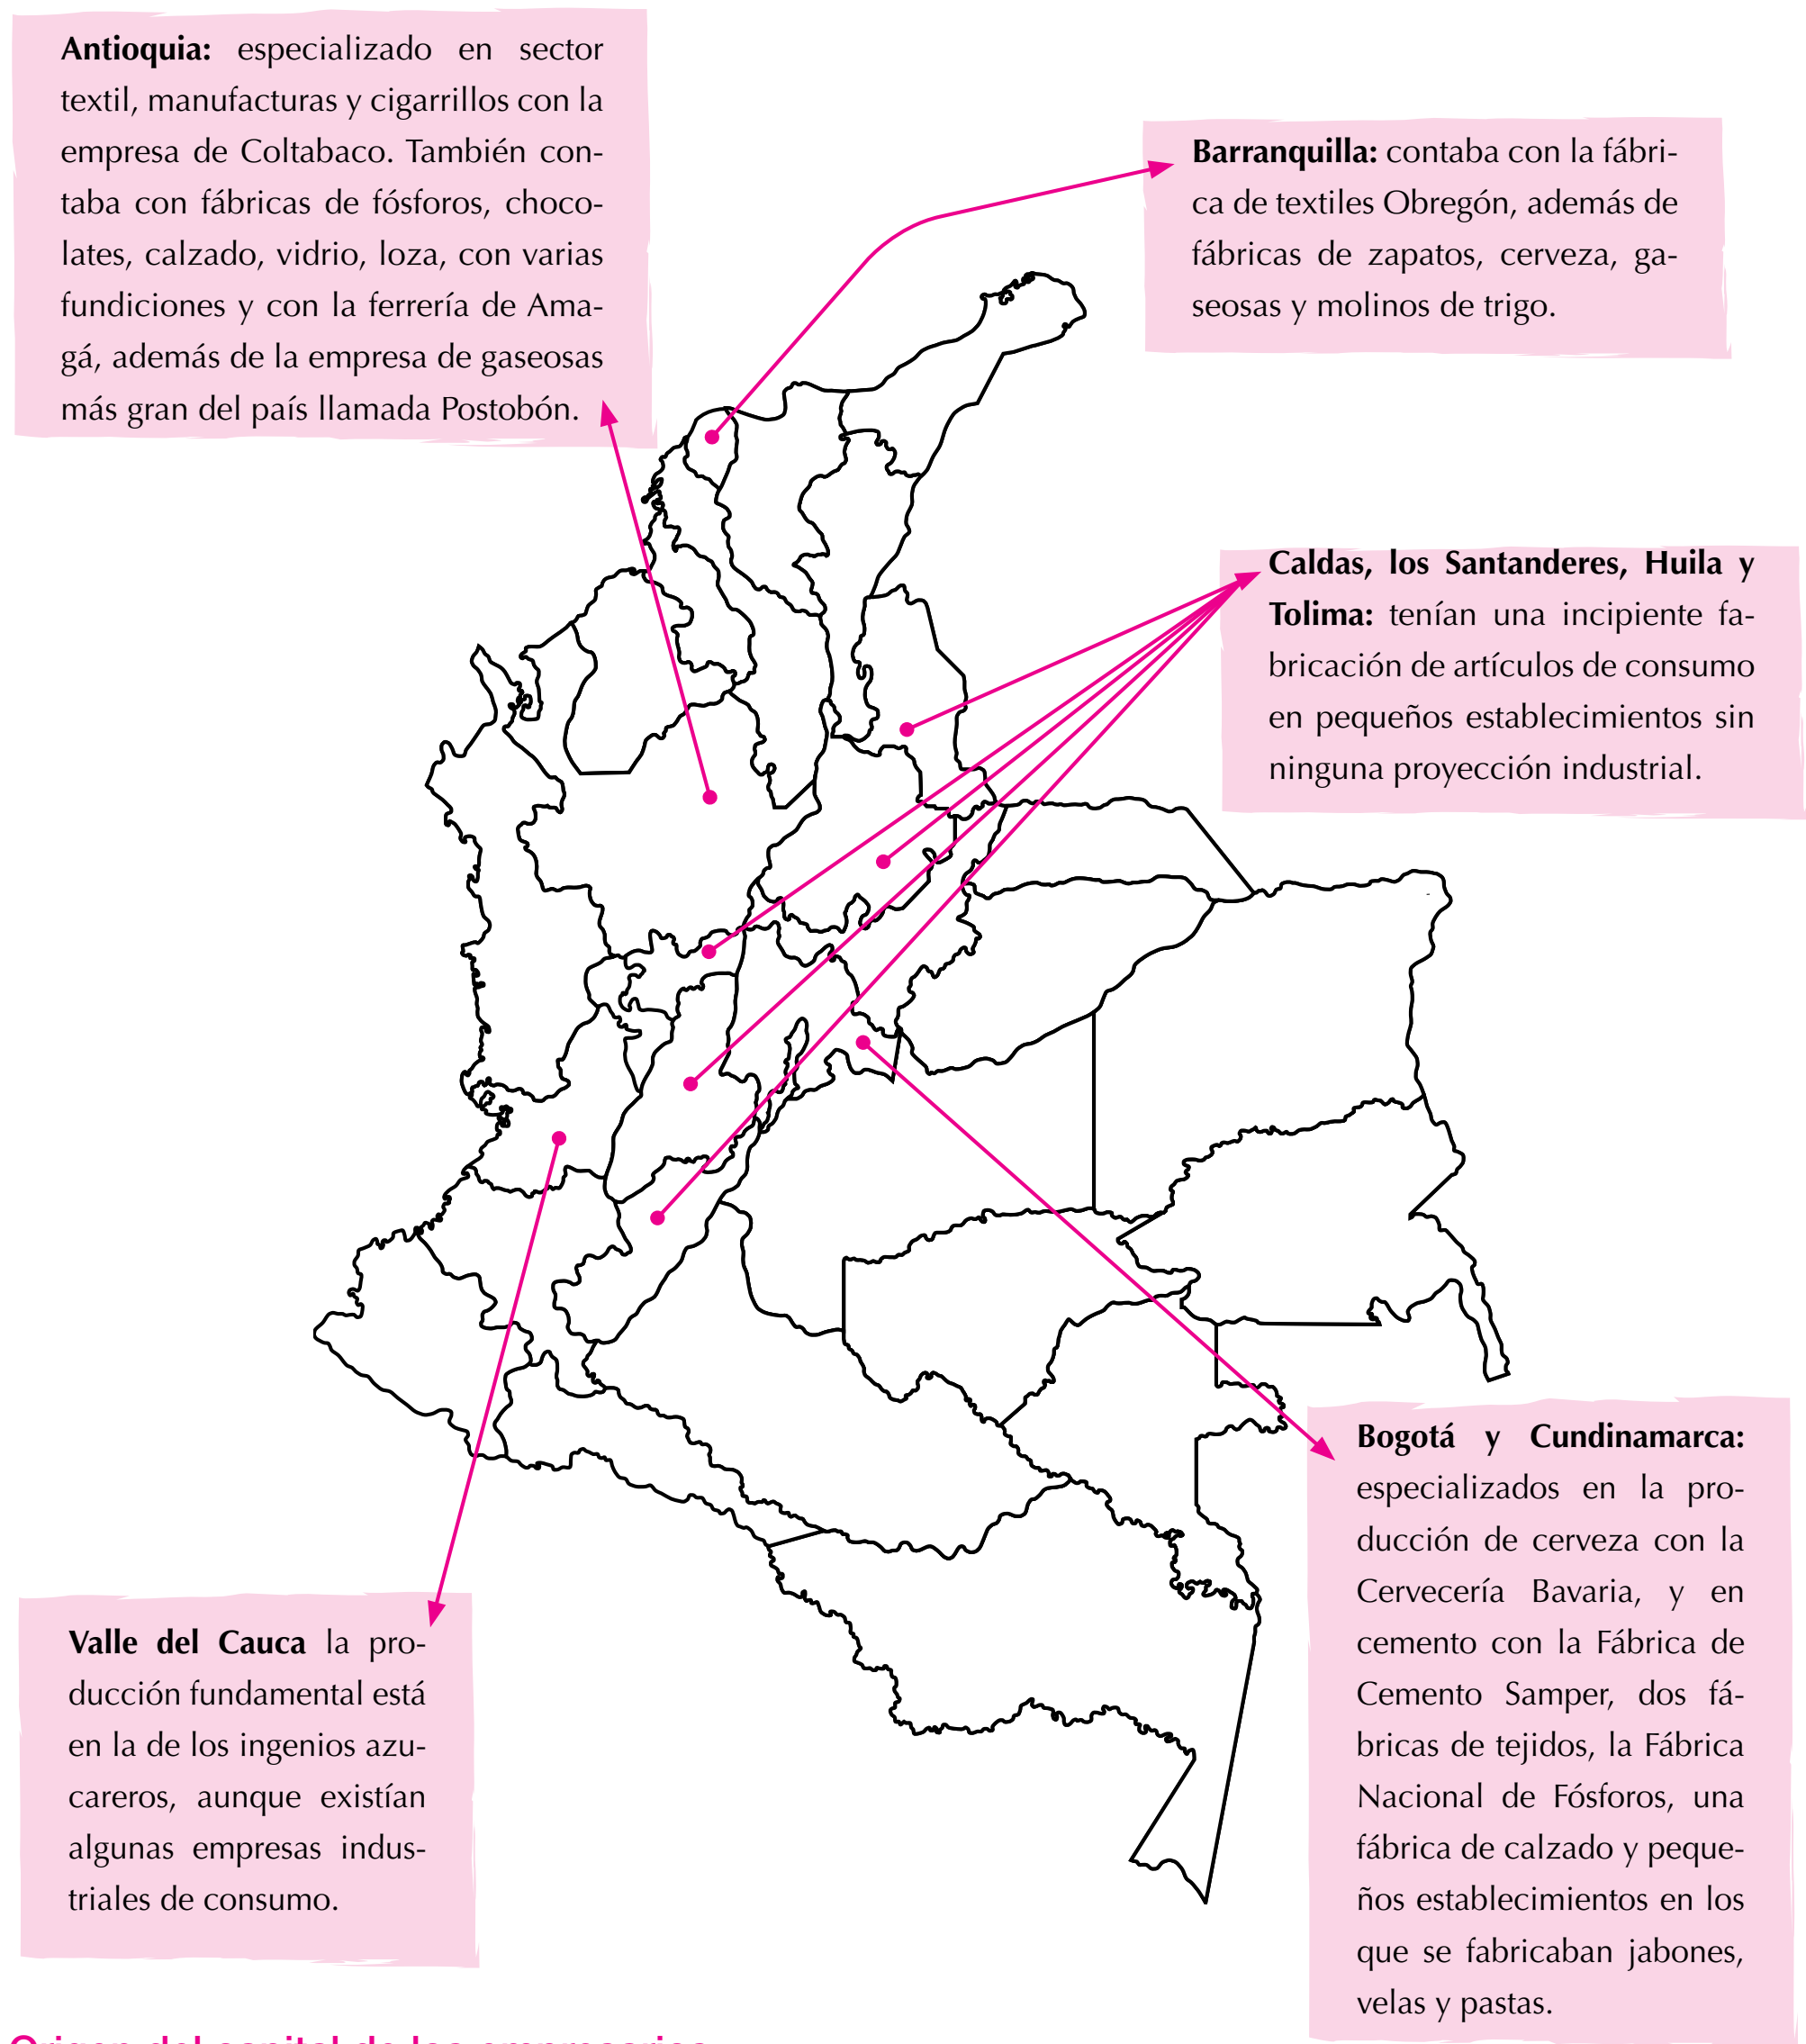 Antioquia: especializado en sector
textil, manufacturas y cigarrillos con la
empresa de Coltabaco. También con-
taba con fábricas de fósforos, choco-
lates, calzado, vidrio, loza, con varias
fundiciones y con la ferrería de Ama-
gá, además de la empresa de gaseosas
más gran del país llamada Postobón.
Barranquilla: contaba con la fábri-
ca de textiles Obregón, además de
fábricas de zapatos, cerveza, ga-
seosas y molinos de trigo.
Caldas, los Santanderes, Huila y
Tolima: tenían una incipiente fa-
bricación de artículos de consumo
en pequeños establecimientos sin
ninguna proyección industrial.
Bogotá y Cundinamarca:
especializados en la pro-
ducción de cerveza con la
Cervecería Bavaria, y en
cemento con la Fábrica de
Cemento Samper, dos fá-
bricas de tejidos, la Fábrica
Nacional de Fósforos, una
fábrica de calzado y peque-
ños establecimientos en los
que se fabricaban jabones,
velas y pastas.
Valle del Cauca la pro-
ducción fundamental está
en la de los ingenios azu-
careros, aunque existían
algunas empresas indus-
triales de consumo.
Origen del capital de los empresarios